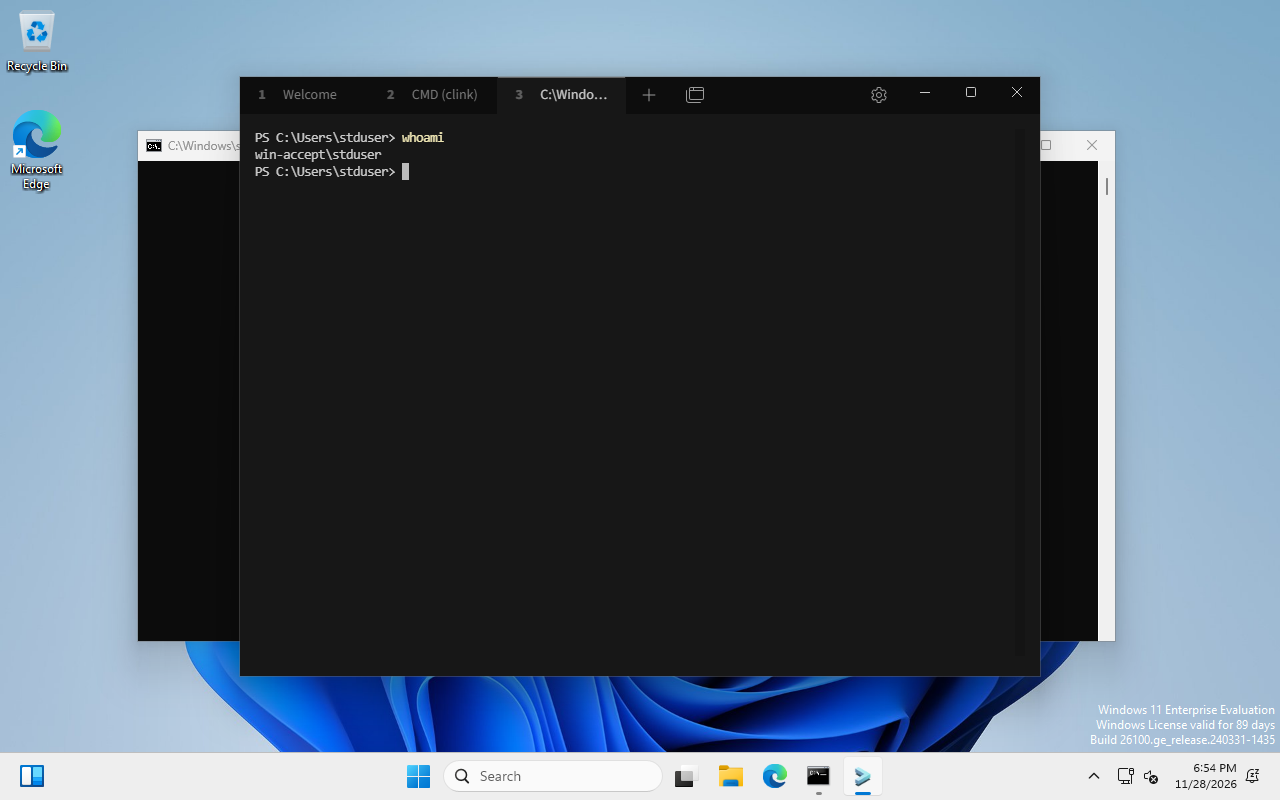 Recycle Bin
Microsoft
Edge
C:\Windows\s
1 Welcome
2 CMD (clink)
3 C:\Windo...
PS C:\Users\stduser> whoami
win-accept\stduser
PS C:\Users\stduser>
Windows 11 Enterprise Evaluation
Windows License valid for 89 days
Build 26100.ge_release.240331-1435
Search
6:54 PM
11/28/2026